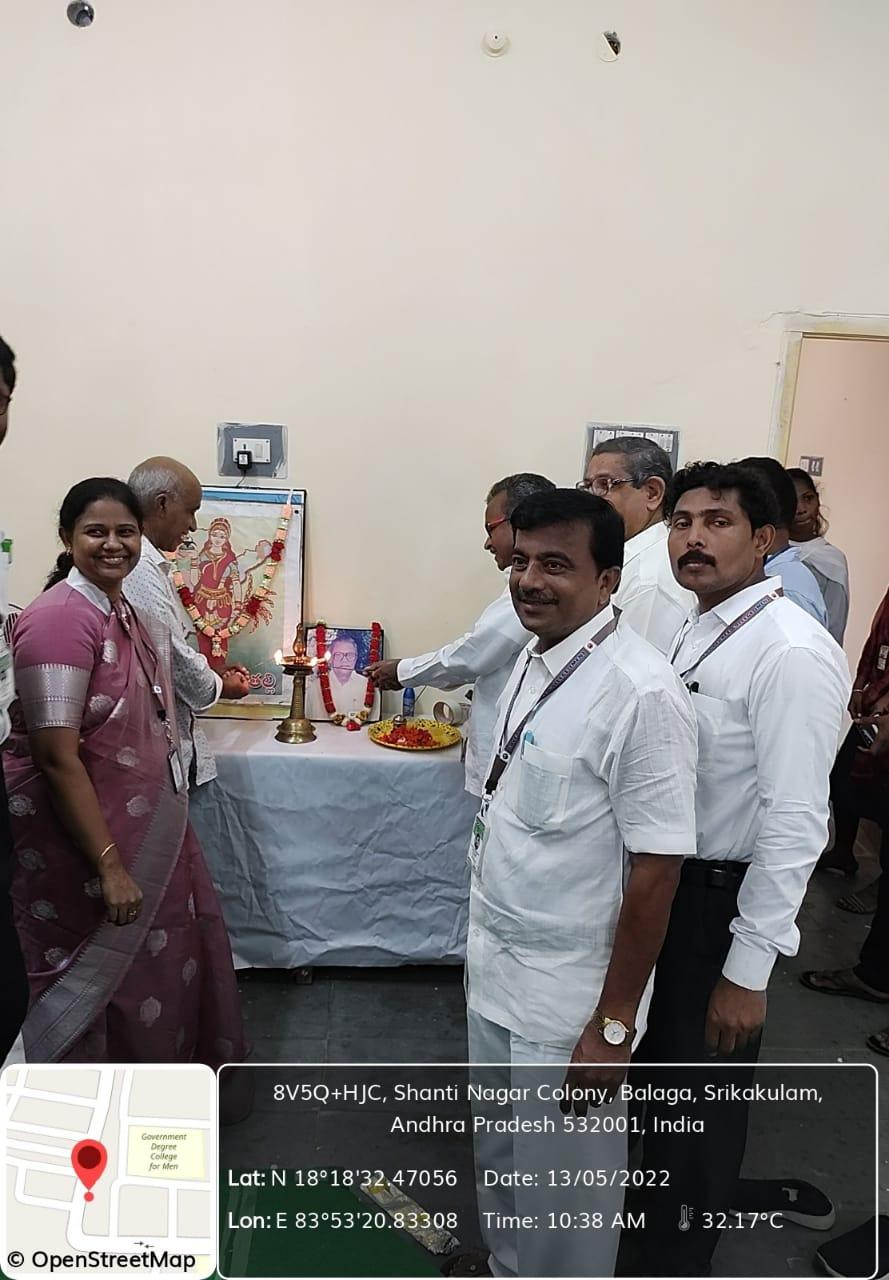 తల్లి
8V5Q+HJC, Shanti Nagar Colony, Balaga, Srikakulam,
Andhra Pradesh 532001, India
Lat: N 18°18'32.47056 Date: 13/05/2022
Lon: E 83°53'20.83308 Time: 10:38 AM 32.17°C
Government
Degree
College
for Men
© OpenStreetMap